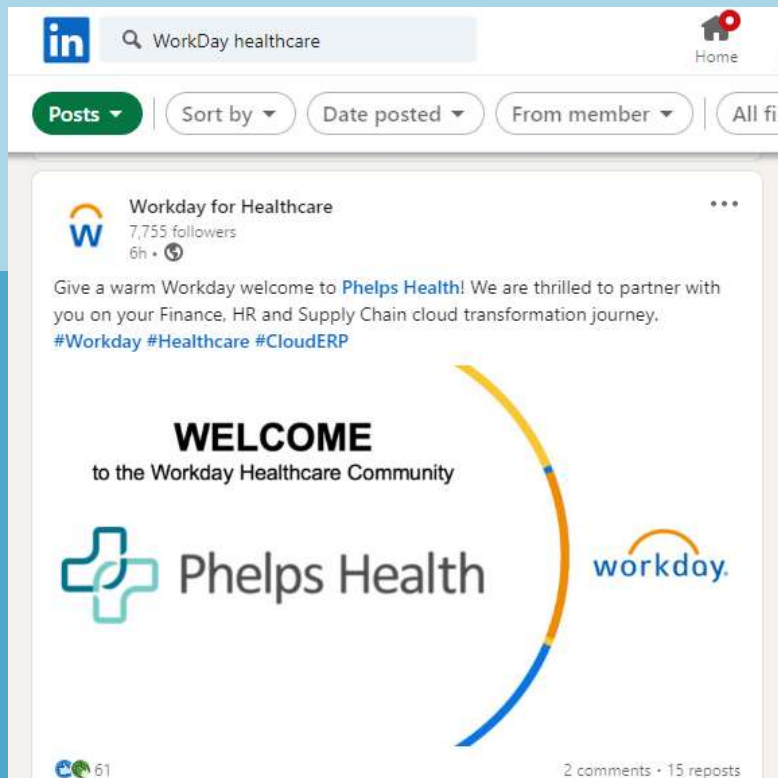 in
WorkDay healthcare
Home
Posts
Sort by
Date posted
From member
All fi
Workday for Healthcare
W
7,755 followers
6h •
Give a warm Workday welcome to Phelps Health! We are thrilled to partner with
you on your Finance, HR and Supply Chain cloud transformation journey.
#Workday #Healthcare #CloudERP
WELCOME
to the Workday Healthcare Community
Phelps Health
workday.
61
2 comments • 15 reposts